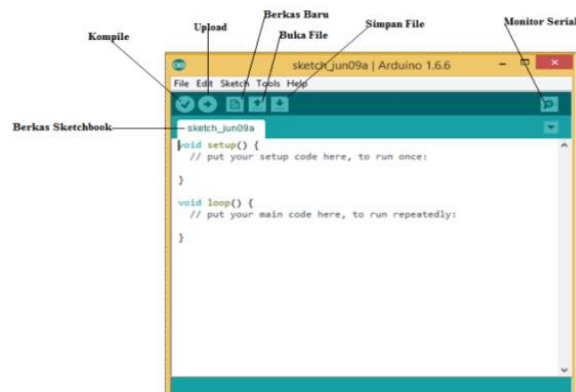 Berkas Baru
Upload
Simpan File
Monitor Serial
Kompile
Buka File
sketch_jun09a | Arduino 1.6.6
File Edit Sketch Tools Help
Berkas Sketchbook
sketch_jun09a
void setup() {
// put your setup code here, to run once:
}
void loop() {
// put your main code here, to run repeatedly:
}